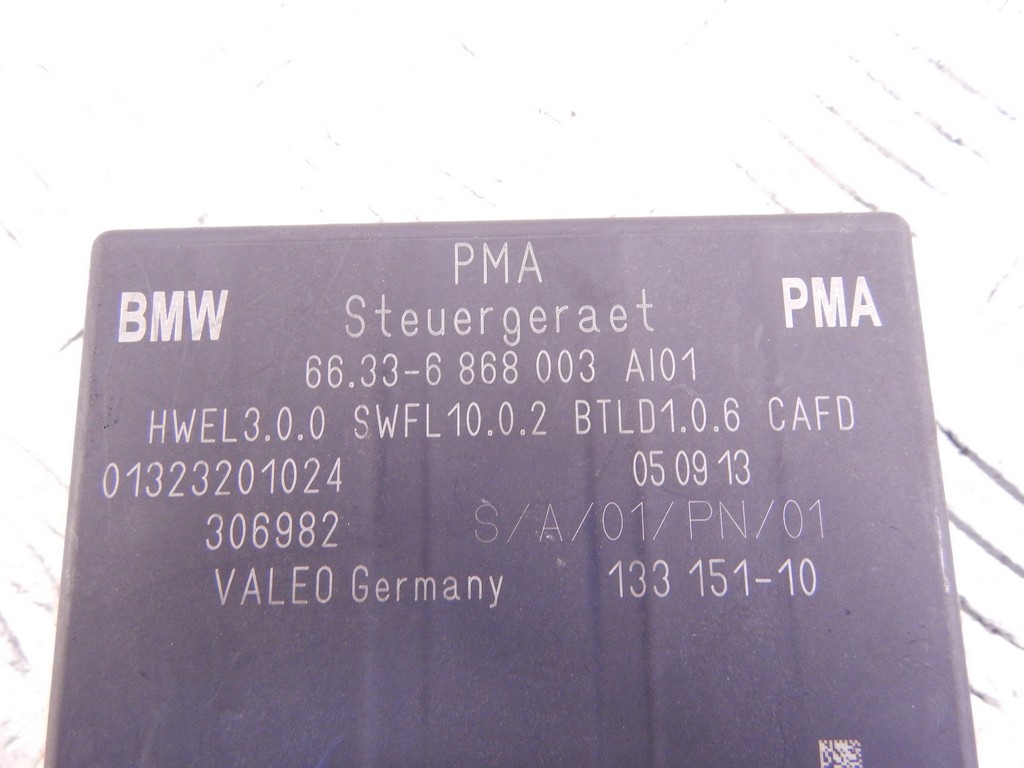 PMA
BMW Steuergeraet PMA
66.33-6 868 003 AI01
HWEL3.0.0 SWFL10.0.2 BTLD1.0.6 CAFD
01323201024 05 09 13
306982 S/A/01/PN/01
VALEO Germany 133 151-10